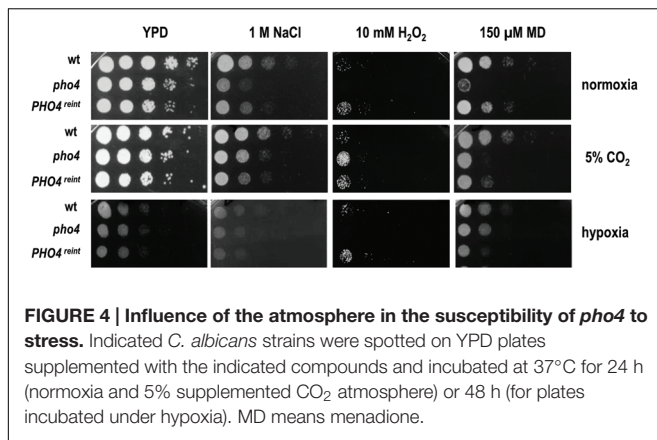 YPD 1 M NaCl 10 mM H₂O₂ 150 µM MD
wt
pho4 normoxia
PHO4 reint
wt
pho4 5% CO₂
PHO4 reint
wt
pho4 hypoxia
PHO4 reint
FIGURE 4 | Influence of the atmosphere in the susceptibility of pho4 to
stress. Indicated C. albicans strains were spotted on YPD plates
supplemented with the indicated compounds and incubated at 37°C for 24 h
(normoxia and 5% supplemented CO₂ atmosphere) or 48 h (for plates
incubated under hypoxia). MD means menadione.